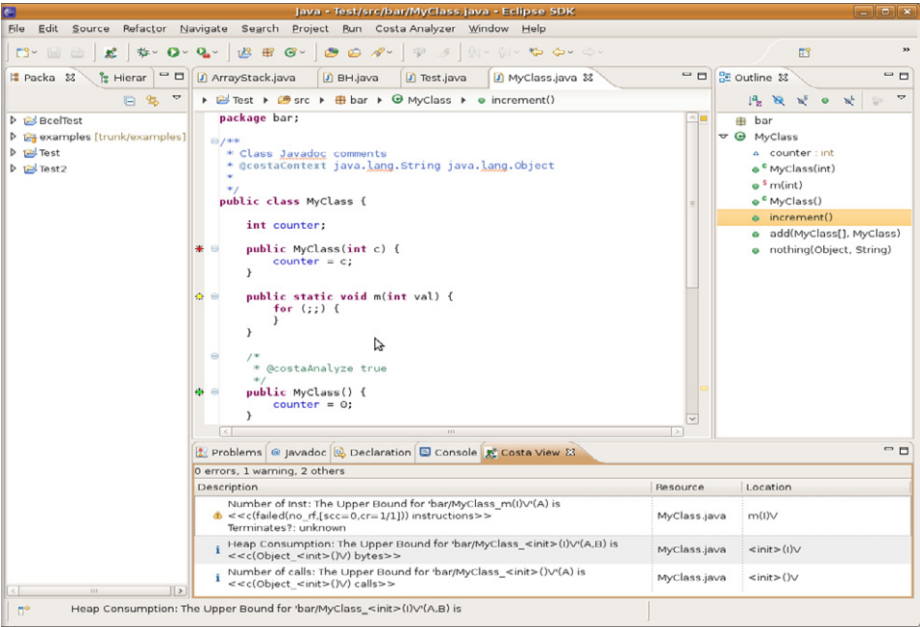 Java - Test/src/bar/MyClass.java - Eclipse SDK
File Edit Source Refactor Navigate Search Project Run Costa Analyzer Window Help
Packa Hierar
ArrayStack.java BH.java Test.java MyClass.java
Outline
Test src bar MyClass increment()
BcelTest
examples [trunk/examples]
Test
Test2
package bar;
/**
* Class Javadoc comments
* @costaContext java.lang.String java.lang.Object
*
*/
public class MyClass {
int counter;
public MyClass(int c) {
counter = c;
}
public static void m(int val) {
for (;;) {
}
}
/*
* @costaAnalyze true
*/
public MyClass() {
counter = 0;
}
bar
MyClass
counter : int
MyClass(int)
m(int)
MyClass()
increment()
add(MyClass[], MyClass)
nothing(Object, String)
Problems @ Javadoc Declaration Console Costa View
0 errors, 1 warning, 2 others
Description Resource Location
Number of Inst: The Upper Bound for 'bar/MyClass_m(I)V'(A) is
<<c(failed(no_rf,[scc=0,cr=1/1])) instructions>>
Terminates?: unknown
MyClass.java m(I)V
Heap Consumption: The Upper Bound for 'bar/MyClass_<init>(I)V'(A,B) is
<<c(Object_<init>()V) bytes>>
MyClass.java <init>(I)V
Number of calls: The Upper Bound for 'bar/MyClass_<init>()V'(A) is
<<c(Object_<init>()V) calls>>
MyClass.java <init>()V
Heap Consumption: The Upper Bound for 'bar/MyClass_<init>(I)V'(A,B) is